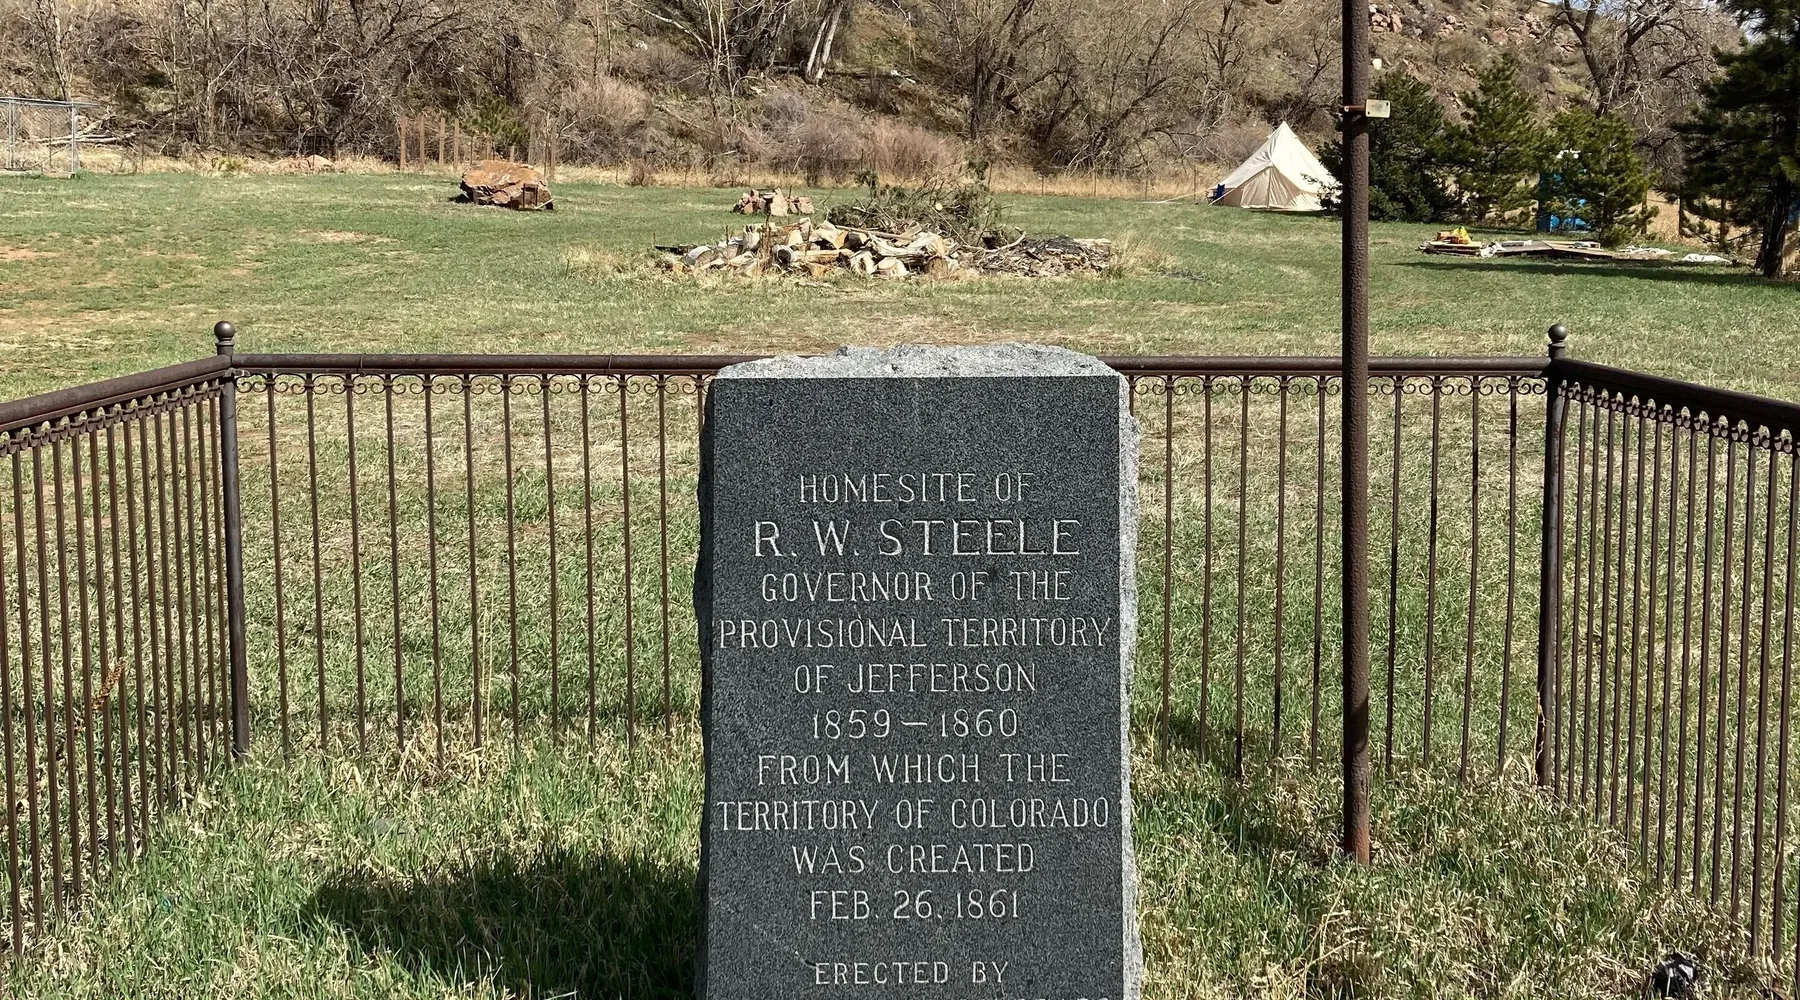 HOMESITE OF
R. W. STEELE
GOVERNOR OF THE
PROVISIONAL TERRITORY
OF JEFFERSON
1859 — 1860
FROM WHICH THE
TERRITORY OF COLORADO
WAS CREATED
FEB. 26, 1861
ERECTED BY